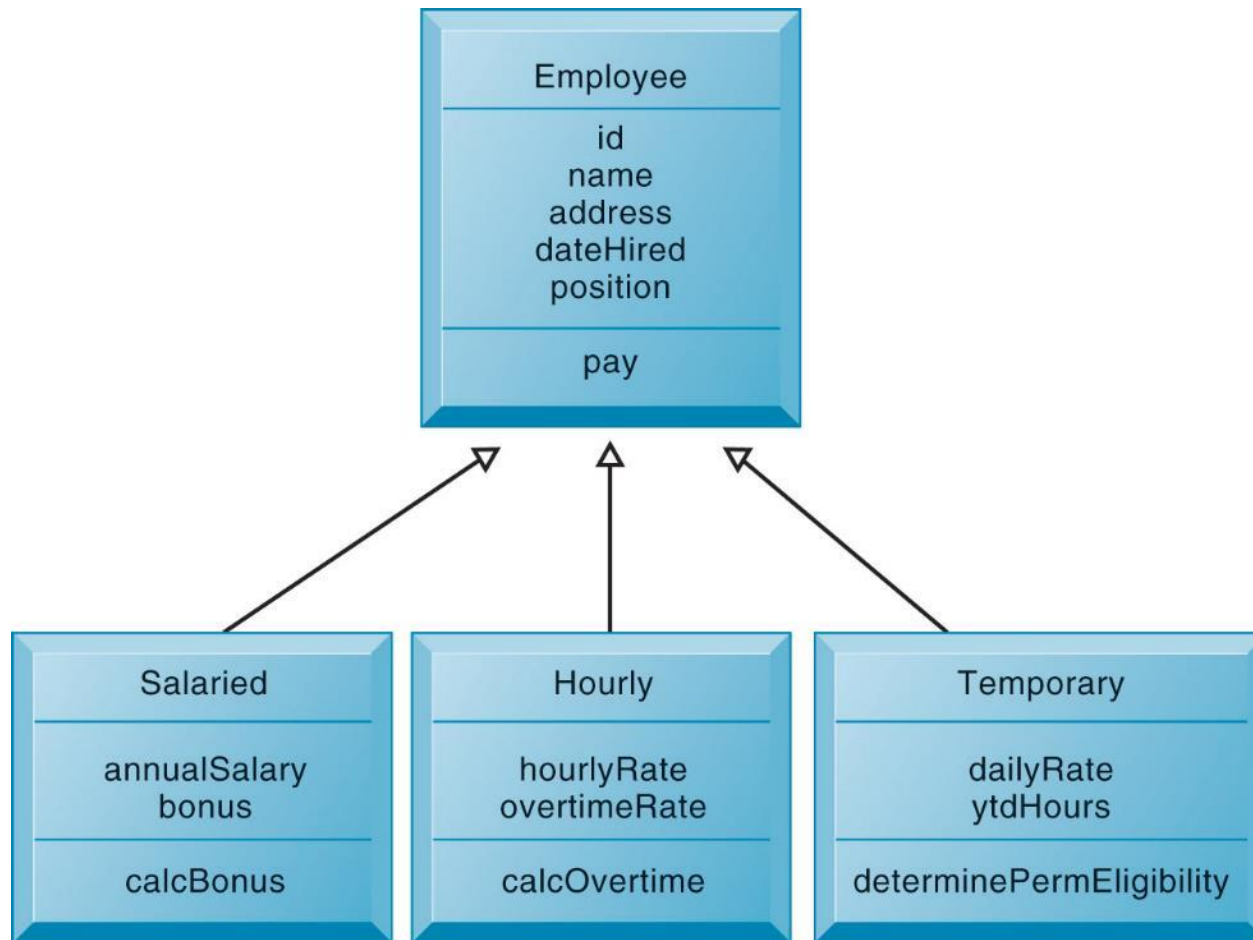 Employee
id
name
address
dateHired
position
pay
Salaried
annualSalary
bonus
calcBonus
Hourly
hourlyRate
overtimeRate
calcOvertime
Temporary
dailyRate
ytdHours
determinePermEligibility